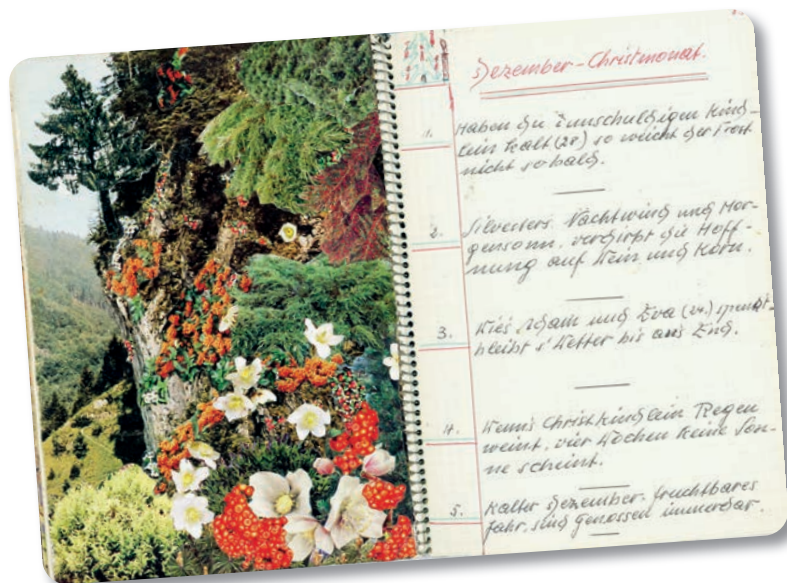 Dezember-Christmonat.
1. Haben die unschuldigen Kind-
lein kalt (28) so weicht der Frost
nicht so bald.
2. Silvesters Nachtwind und Mor-
gensonn, verdirbt die Hoff-
nung auf Wein und Korn.
3. Wie's Adam und Eva (24.) spend't
bleibt s'Wetter bis ans End.
4. Wenn's Christkindlein Regen
weint, vier Wochen keine Son-
ne scheint.
5. Kalter Dezember, fruchtbares
Jahr, sind genossen immerdar.